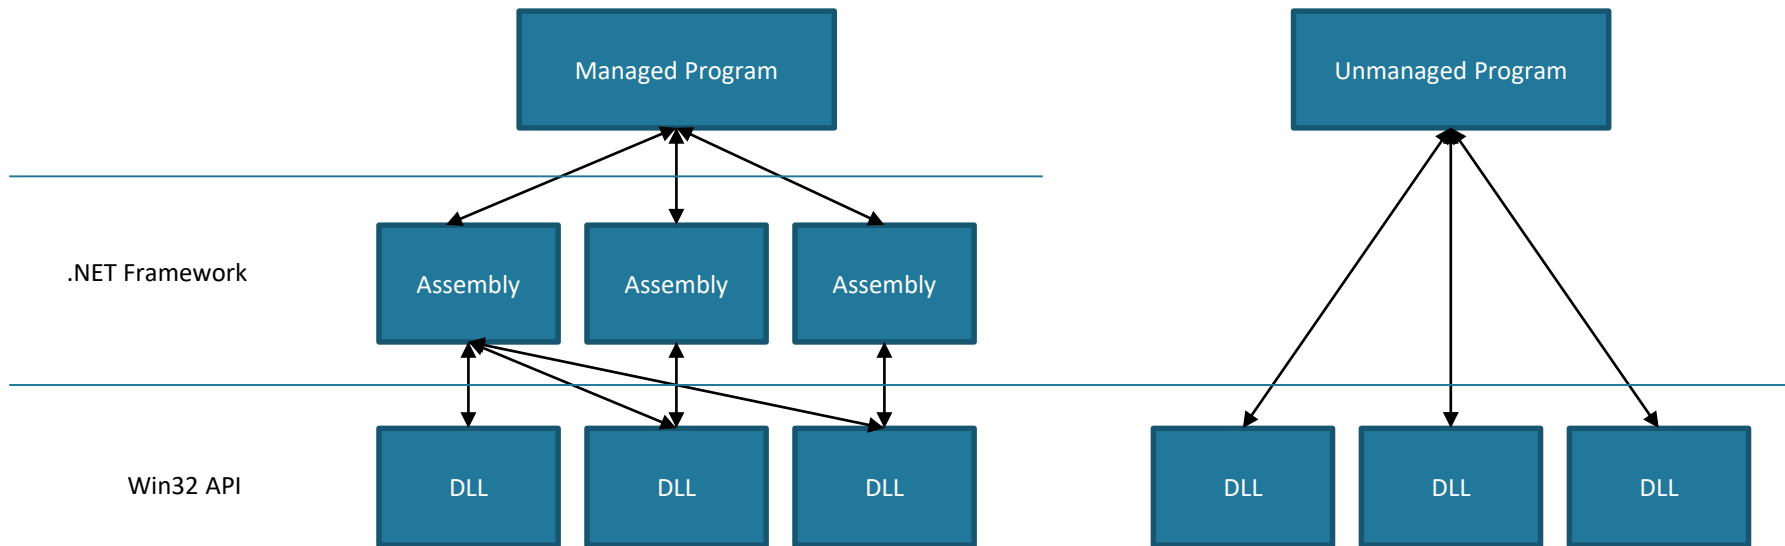 Managed Program
Unmanaged Program
.NET Framework
Assembly
Assembly
Assembly
Win32 API
DLL
DLL
DLL
DLL
DLL
DLL